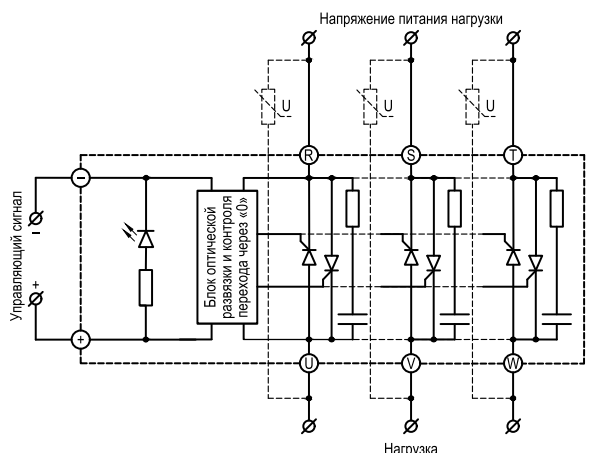 Напряжение питания нагрузки
U
U
U
R
S
T
Управляющий сигнал
−
+
−
+
Блок оптической
развязки и контроля
перехода через «0»
U
V
W
Нагрузка